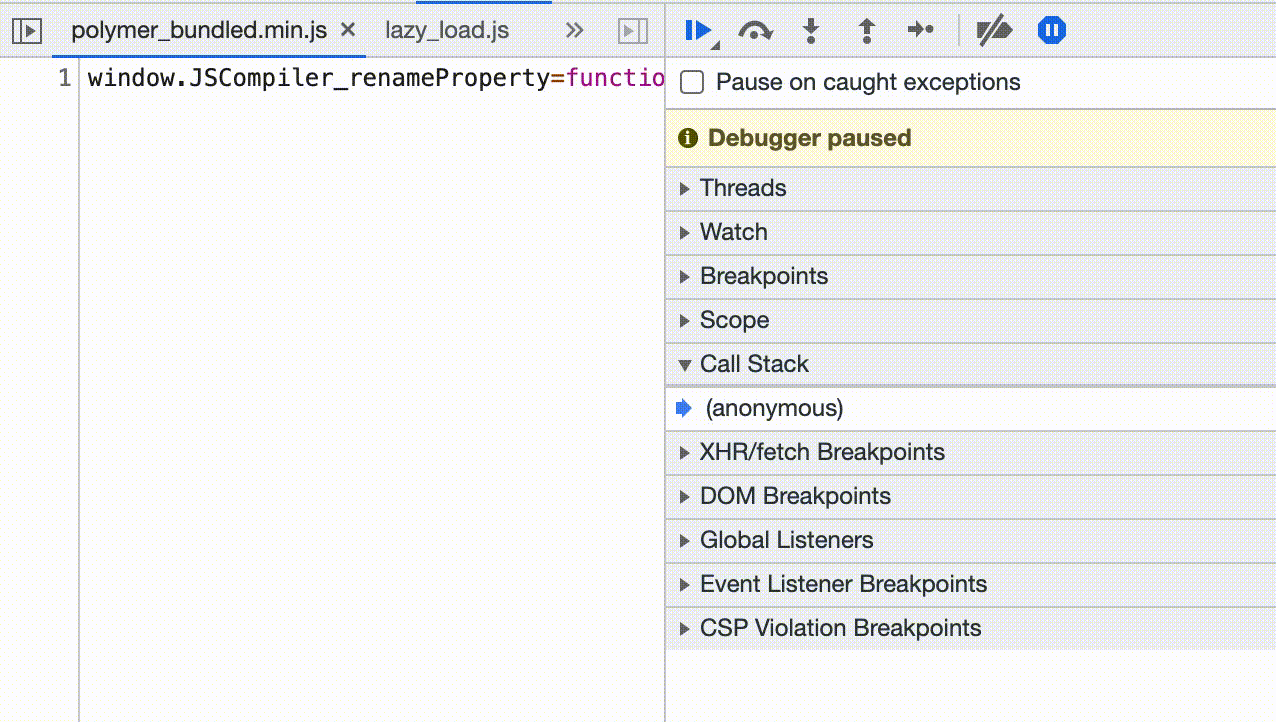 polymer_bundled.min.js × lazy_load.js »
1 window.JSCompiler_renameProperty=functio
Pause on caught exceptions
Debugger paused
Threads
Watch
Breakpoints
Scope
Call Stack
(anonymous)
XHR/fetch Breakpoints
DOM Breakpoints
Global Listeners
Event Listener Breakpoints
CSP Violation Breakpoints